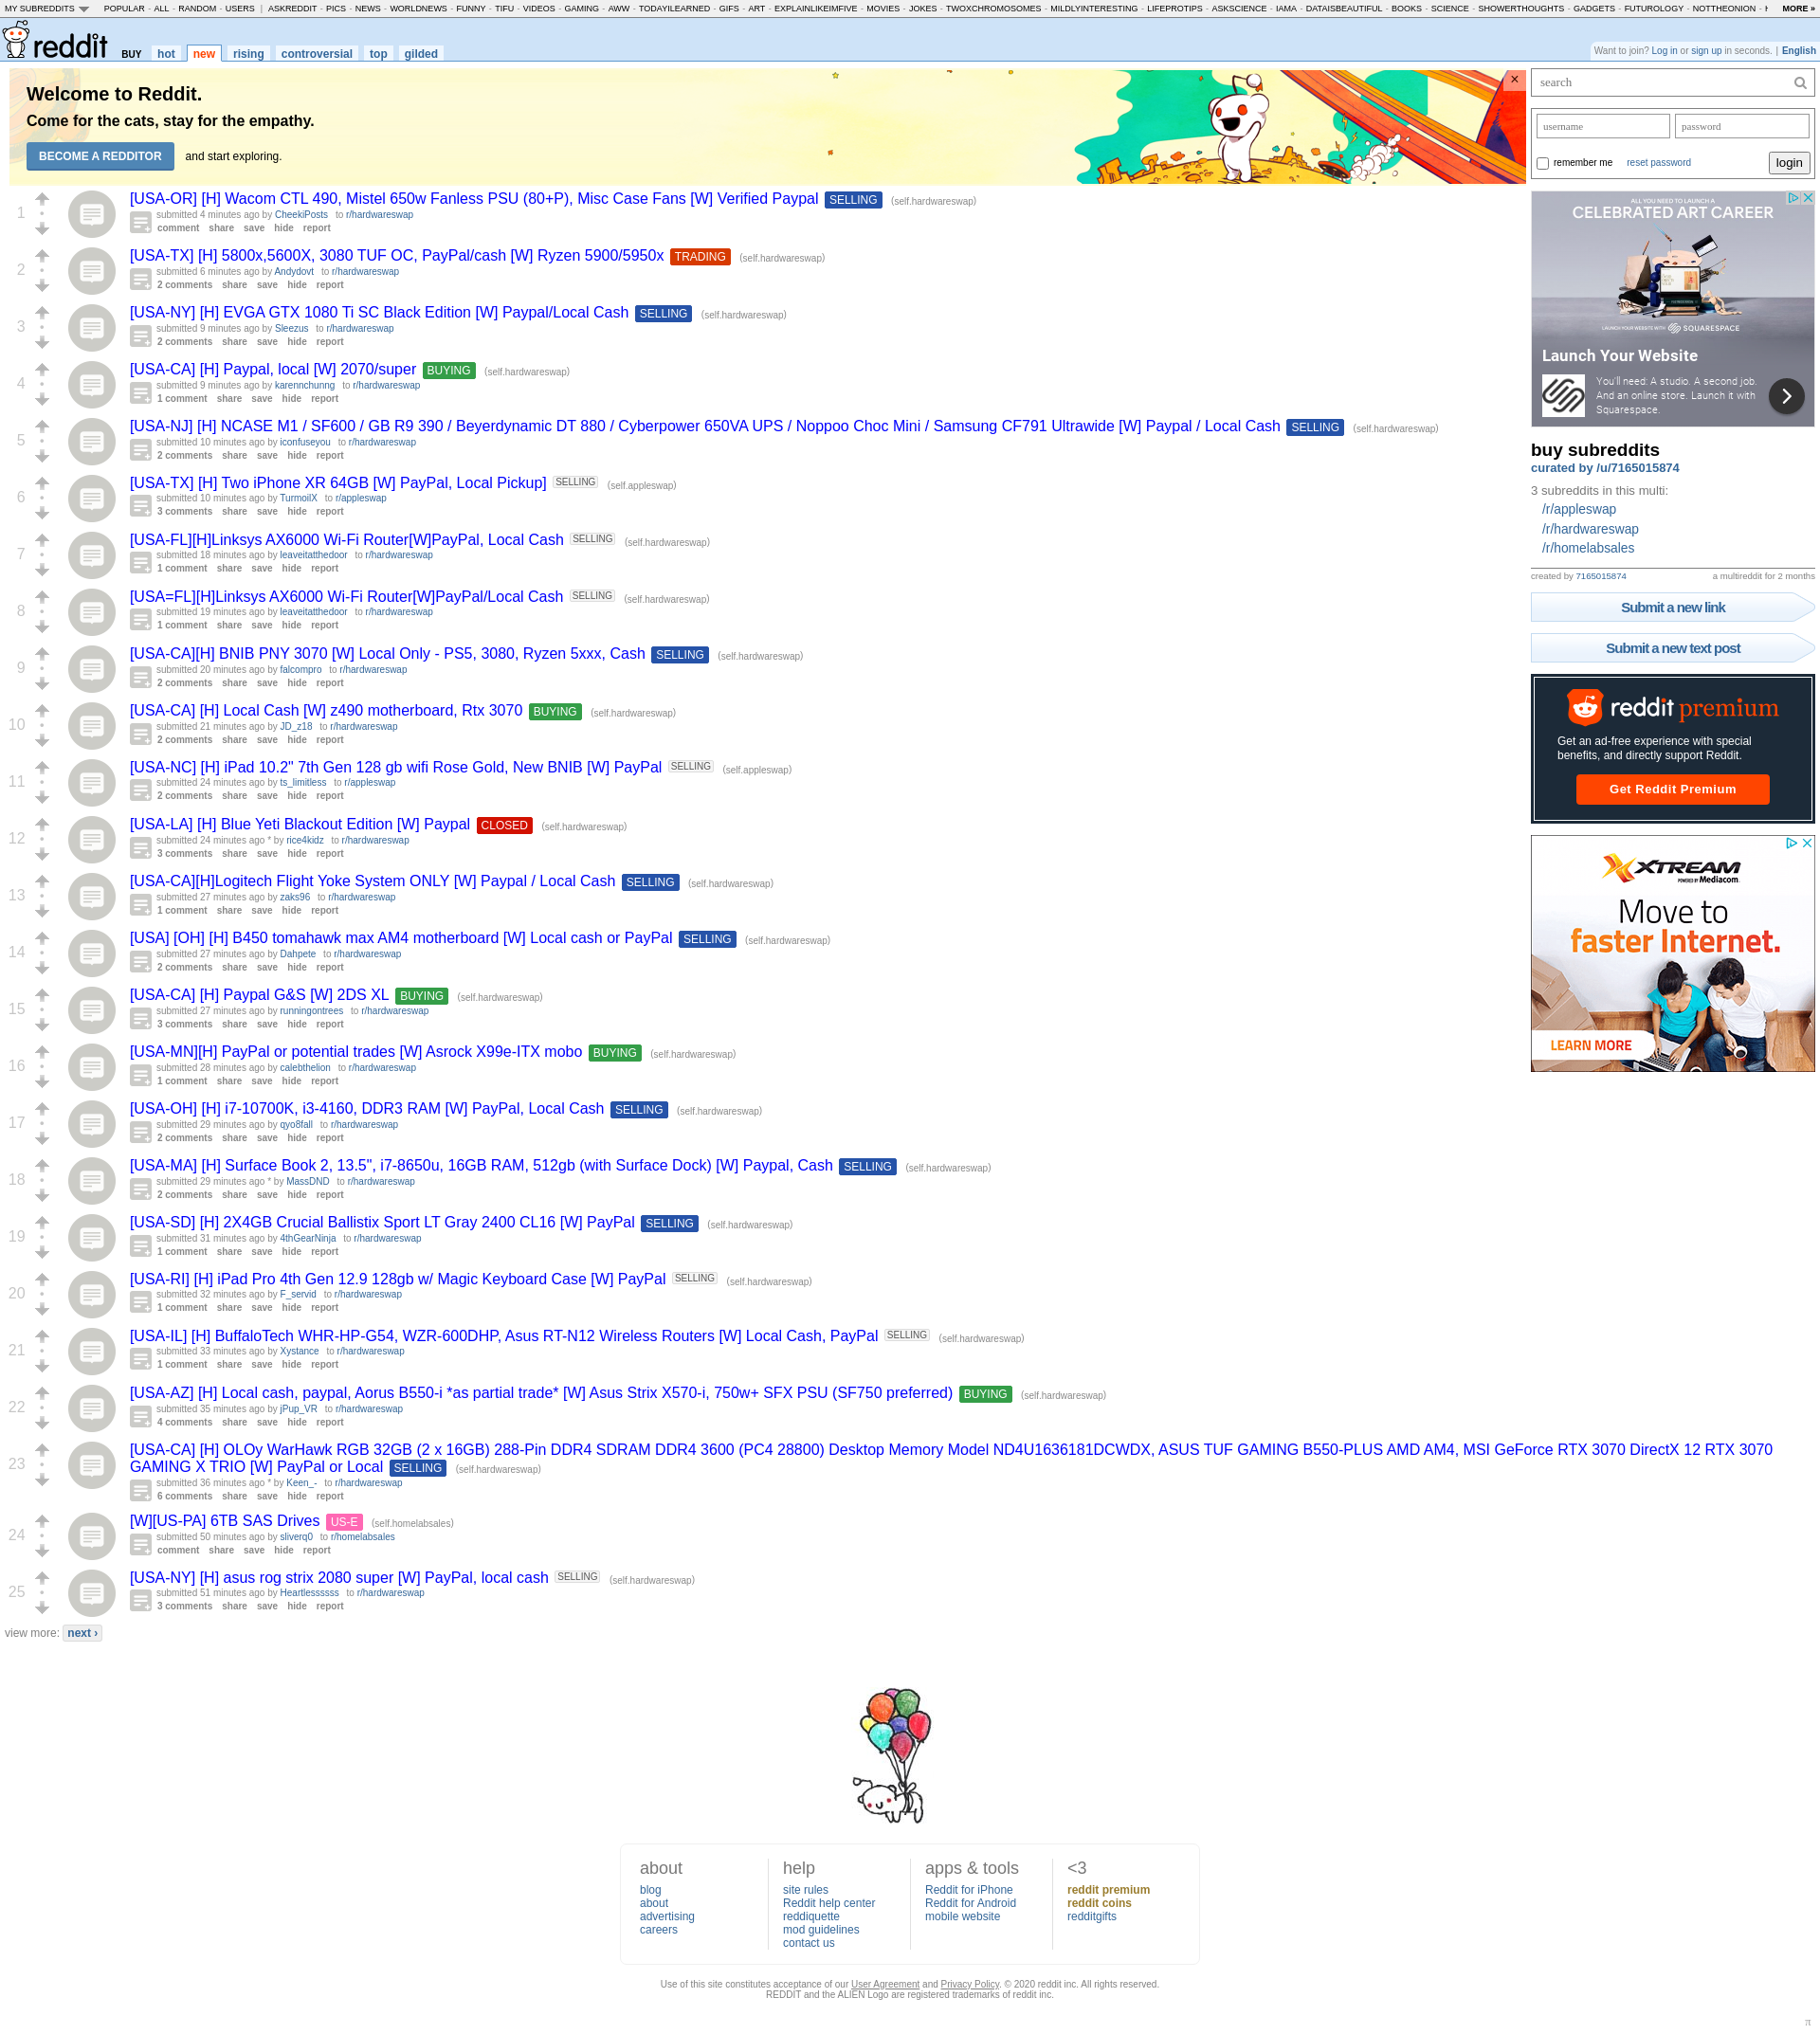 MY SUBREDDITS POPULAR - ALL - RANDOM - USERS | ASKREDDIT - PICS - NEWS - WORLDNEWS - FUNNY - TIFU - VIDEOS - GAMING - AWW - TODAYILEARNED - GIFS - ART - EXPLAINLIKEIMFIVE - MOVIES - JOKES - TWOXCHROMOSOMES - MILDLYINTERESTING - LIFEPROTIPS - ASKSCIENCE - IAMA - DATAISBEAUTIFUL - BOOKS - SCIENCE - SHOWERTHOUGHTS - GADGETS - FUTUROLOGY - NOTTHEONION - MORE »
reddit BUY hot new rising controversial top gilded
Want to join? Log in or sign up in seconds. | English
Welcome to Reddit.
Come for the cats, stay for the empathy.
BECOME A REDDITOR and start exploring.
×
1
[USA-OR] [H] Wacom CTL 490, Mistel 650w Fanless PSU (80+P), Misc Case Fans [W] Verified Paypal SELLING (self.hardwareswap)
submitted 4 minutes ago by CheekiPosts to r/hardwareswap
comment share save hide report
2
[USA-TX] [H] 5800x,5600X, 3080 TUF OC, PayPal/cash [W] Ryzen 5900/5950x TRADING (self.hardwareswap)
submitted 6 minutes ago by Andydovt to r/hardwareswap
2 comments share save hide report
3
[USA-NY] [H] EVGA GTX 1080 Ti SC Black Edition [W] Paypal/Local Cash SELLING (self.hardwareswap)
submitted 9 minutes ago by Sleezus to r/hardwareswap
2 comments share save hide report
4
[USA-CA] [H] Paypal, local [W] 2070/super BUYING (self.hardwareswap)
submitted 9 minutes ago by karennchunng to r/hardwareswap
1 comment share save hide report
5
[USA-NJ] [H] NCASE M1 / SF600 / GB R9 390 / Beyerdynamic DT 880 / Cyberpower 650VA UPS / Noppoo Choc Mini / Samsung CF791 Ultrawide [W] Paypal / Local Cash SELLING (self.hardwareswap)
submitted 10 minutes ago by iconfuseyou to r/hardwareswap
2 comments share save hide report
6
[USA-TX] [H] Two iPhone XR 64GB [W] PayPal, Local Pickup] SELLING (self.appleswap)
submitted 10 minutes ago by TurmoilX to r/appleswap
3 comments share save hide report
7
[USA-FL][H]Linksys AX6000 Wi-Fi Router[W]PayPal, Local Cash SELLING (self.hardwareswap)
submitted 18 minutes ago by leaveitatthedoor to r/hardwareswap
1 comment share save hide report
8
[USA=FL][H]Linksys AX6000 Wi-Fi Router[W]PayPal/Local Cash SELLING (self.hardwareswap)
submitted 19 minutes ago by leaveitatthedoor to r/hardwareswap
1 comment share save hide report
9
[USA-CA][H] BNIB PNY 3070 [W] Local Only - PS5, 3080, Ryzen 5xxx, Cash SELLING (self.hardwareswap)
submitted 20 minutes ago by falcompro to r/hardwareswap
2 comments share save hide report
10
[USA-CA] [H] Local Cash [W] z490 motherboard, Rtx 3070 BUYING (self.hardwareswap)
submitted 21 minutes ago by JD_z18 to r/hardwareswap
2 comments share save hide report
11
[USA-NC] [H] iPad 10.2" 7th Gen 128 gb wifi Rose Gold, New BNIB [W] PayPal SELLING (self.appleswap)
submitted 24 minutes ago by ts_limitless to r/appleswap
2 comments share save hide report
12
[USA-LA] [H] Blue Yeti Blackout Edition [W] Paypal CLOSED (self.hardwareswap)
submitted 24 minutes ago * by rice4kidz to r/hardwareswap
3 comments share save hide report
13
[USA-CA][H]Logitech Flight Yoke System ONLY [W] Paypal / Local Cash SELLING (self.hardwareswap)
submitted 27 minutes ago by zaks96 to r/hardwareswap
1 comment share save hide report
14
[USA] [OH] [H] B450 tomahawk max AM4 motherboard [W] Local cash or PayPal SELLING (self.hardwareswap)
submitted 27 minutes ago by Dahpete to r/hardwareswap
2 comments share save hide report
15
[USA-CA] [H] Paypal G&S [W] 2DS XL BUYING (self.hardwareswap)
submitted 27 minutes ago by runningontrees to r/hardwareswap
3 comments share save hide report
16
[USA-MN][H] PayPal or potential trades [W] Asrock X99e-ITX mobo BUYING (self.hardwareswap)
submitted 28 minutes ago by calebthelion to r/hardwareswap
1 comment share save hide report
17
[USA-OH] [H] i7-10700K, i3-4160, DDR3 RAM [W] PayPal, Local Cash SELLING (self.hardwareswap)
submitted 29 minutes ago by qyo8fall to r/hardwareswap
2 comments share save hide report
18
[USA-MA] [H] Surface Book 2, 13.5", i7-8650u, 16GB RAM, 512gb (with Surface Dock) [W] Paypal, Cash SELLING (self.hardwareswap)
submitted 29 minutes ago * by MassDND to r/hardwareswap
2 comments share save hide report
19
[USA-SD] [H] 2X4GB Crucial Ballistix Sport LT Gray 2400 CL16 [W] PayPal SELLING (self.hardwareswap)
submitted 31 minutes ago by 4thGearNinja to r/hardwareswap
1 comment share save hide report
20
[USA-RI] [H] iPad Pro 4th Gen 12.9 128gb w/ Magic Keyboard Case [W] PayPal SELLING (self.hardwareswap)
submitted 32 minutes ago by F_servid to r/hardwareswap
1 comment share save hide report
21
[USA-IL] [H] BuffaloTech WHR-HP-G54, WZR-600DHP, Asus RT-N12 Wireless Routers [W] Local Cash, PayPal SELLING (self.hardwareswap)
submitted 33 minutes ago by Xystance to r/hardwareswap
1 comment share save hide report
22
[USA-AZ] [H] Local cash, paypal, Aorus B550-i *as partial trade* [W] Asus Strix X570-i, 750w+ SFX PSU (SF750 preferred) BUYING (self.hardwareswap)
submitted 35 minutes ago by jPup_VR to r/hardwareswap
4 comments share save hide report
23
[USA-CA] [H] OLOy WarHawk RGB 32GB (2 x 16GB) 288-Pin DDR4 SDRAM DDR4 3600 (PC4 28800) Desktop Memory Model ND4U1636181DCWDX, ASUS TUF GAMING B550-PLUS AMD AM4, MSI GeForce RTX 3070 DirectX 12 RTX 3070
GAMING X TRIO [W] PayPal or Local SELLING (self.hardwareswap)
submitted 36 minutes ago * by Keen_- to r/hardwareswap
6 comments share save hide report
24
[W][US-PA] 6TB SAS Drives US-E (self.homelabsales)
submitted 50 minutes ago by sliverq0 to r/homelabsales
comment share save hide report
25
[USA-NY] [H] asus rog strix 2080 super [W] PayPal, local cash SELLING (self.hardwareswap)
submitted 51 minutes ago by Heartlessssss to r/hardwareswap
3 comments share save hide report
view more: next ›
search
username password
remember me reset password login
ALL YOU NEED TO LAUNCH A
CELEBRATED ART CAREER
LAUNCH YOUR WEBSITE WITH SQUARESPACE
Launch Your Website
You'll need: A studio. A second job.
And an online store. Launch it with
Squarespace.
buy subreddits
curated by /u/7165015874
3 subreddits in this multi:
/r/appleswap
/r/hardwareswap
/r/homelabsales
created by 7165015874 a multireddit for 2 months
Submit a new link
Submit a new text post
reddit premium
Get an ad-free experience with special
benefits, and directly support Reddit.
Get Reddit Premium
XTREAM
POWERED BY Mediacom
Move to
faster Internet.
LEARN MORE
about
blog
about
advertising
careers
help
site rules
Reddit help center
reddiquette
mod guidelines
contact us
apps & tools
Reddit for iPhone
Reddit for Android
mobile website
<3
reddit premium
reddit coins
redditgifts
Use of this site constitutes acceptance of our User Agreement and Privacy Policy. © 2020 reddit inc. All rights reserved.
REDDIT and the ALIEN Logo are registered trademarks of reddit inc.
π